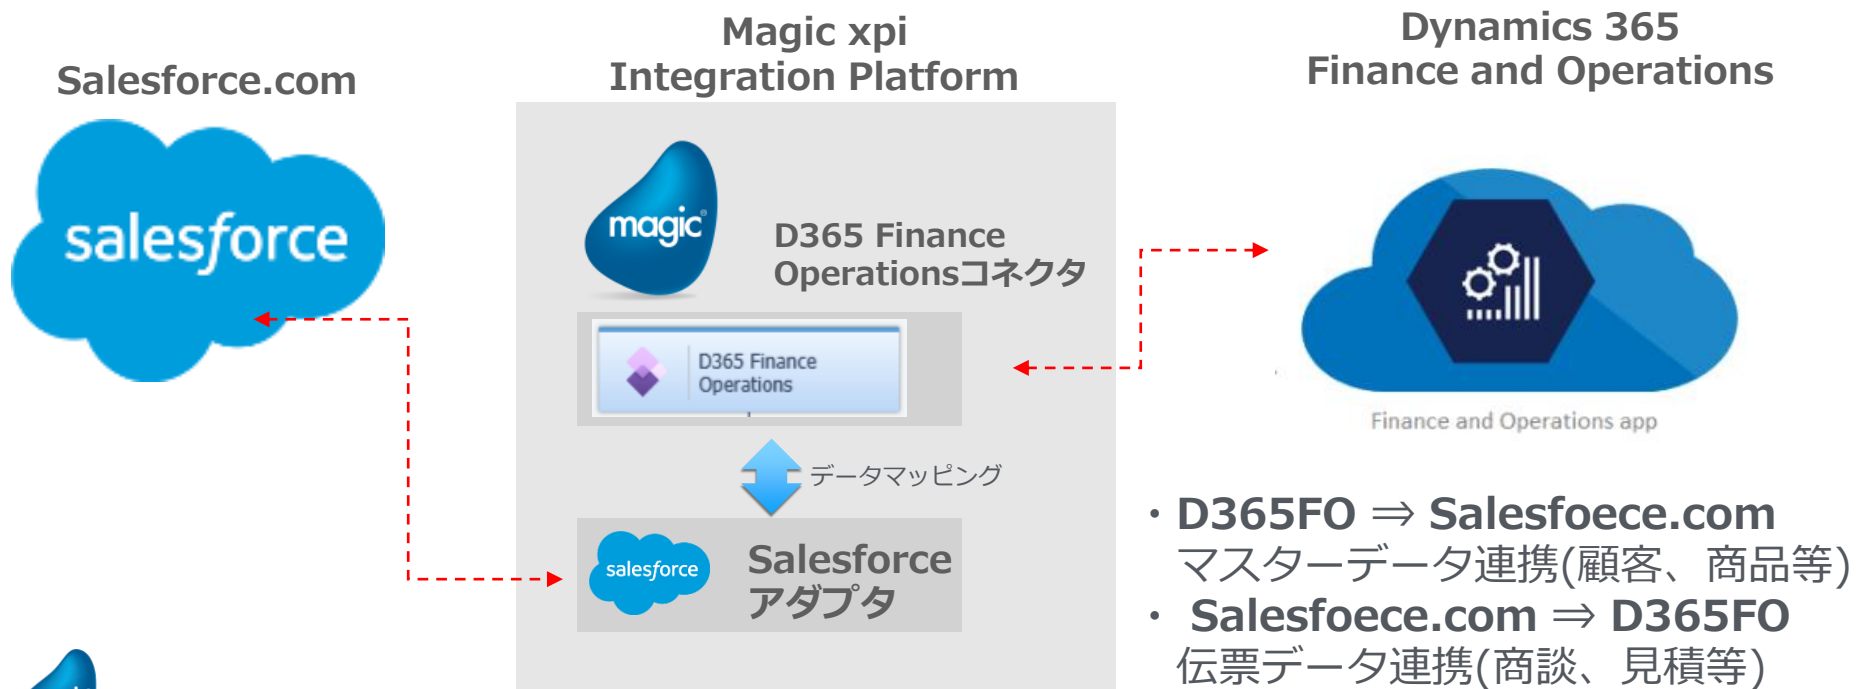 Salesforce.com
salesforce
Magic xpi
Integration Platform
magic
D365 Finance
Operationsコネクタ
D365 Finance
Operations
データマッピング
salesforce
Salesforce
アダプタ
Dynamics 365
Finance and Operations
Finance and Operations app
・D365FO ⇒ Salesfoece.com
マスターデータ連携(顧客、商品等)
・ Salesfoece.com ⇒ D365FO
伝票データ連携(商談、見積等)